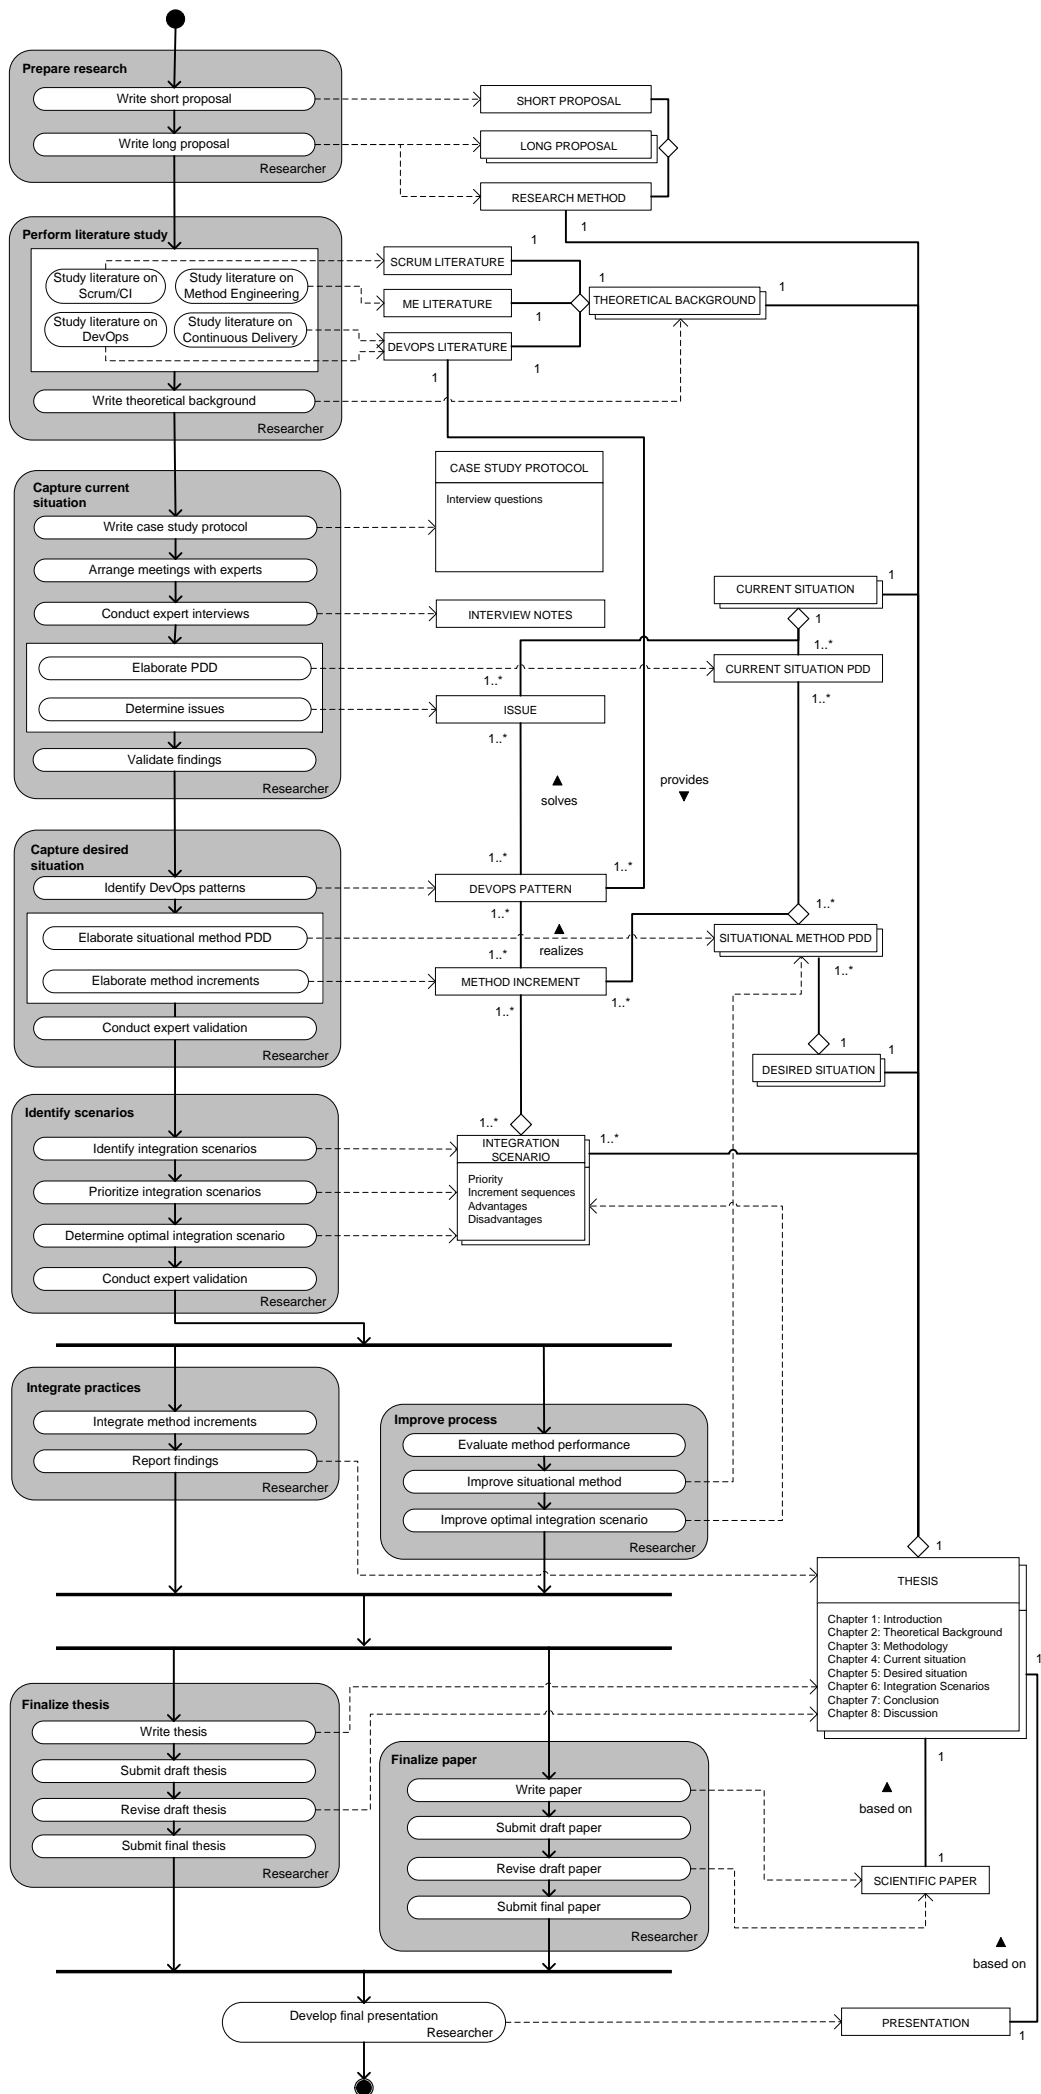 Prepare research
Write short proposal
SHORT PROPOSAL
Write long proposal
LONG PROPOSAL
Researcher
RESEARCH METHOD
1
Perform literature study
1
SCRUM LITERATURE
Study literature on
Scrum/CI
Study literature on
Method Engineering
1
1
THEORETICAL BACKGROUND
ME LITERATURE
1
Study literature on
DevOps
Study literature on
Continuous Delivery
DEVOPS LITERATURE
1
1
Write theoretical background
Researcher
Capture current
situation
CASE STUDY PROTOCOL
Interview questions
Write case study protocol
Arrange meetings with experts
1
CURRENT SITUATION
Conduct expert interviews
INTERVIEW NOTES
1
1..*
Elaborate PDD
CURRENT SITUATION PDD
1..*
1..*
Determine issues
ISSUE
1..*
Validate findings
Researcher
provides
solves
Capture desired
situation
1..*
1..*
Identify DevOps patterns
DEVOPS PATTERN
1..*
1..*
Elaborate situational method PDD
SITUATIONAL METHOD PDD
realizes
1..*
1..*
Elaborate method increments
METHOD INCREMENT
1..*
1..*
Conduct expert validation
Researcher
1
1
DESIRED SITUATION
Identify scenarios
1..*
1..*
Identify integration scenarios
INTEGRATION
SCENARIO
Prioritize integration scenarios
Priority
Increment sequences
Advantages
Disadvantages
Determine optimal integration scenario
Conduct expert validation
Researcher
Integrate practices
Integrate method increments
Report findings
Researcher
Improve process
Evaluate method performance
Improve situational method
Improve optimal integration scenario
Researcher
1
THESIS
Chapter 1: Introduction
Chapter 2: Theoretical Background
Chapter 3: Methodology
Chapter 4: Current situation
Chapter 5: Desired situation
Chapter 6: Integration Scenarios
Chapter 7: Conclusion
Chapter 8: Discussion
1
Finalize thesis
Write thesis
Submit draft thesis
Revise draft thesis
Submit final thesis
Researcher
Finalize paper
Write paper
Submit draft paper
Revise draft paper
Submit final paper
Researcher
1
based on
1
SCIENTIFIC PAPER
based on
Develop final presentation
Researcher
PRESENTATION
1